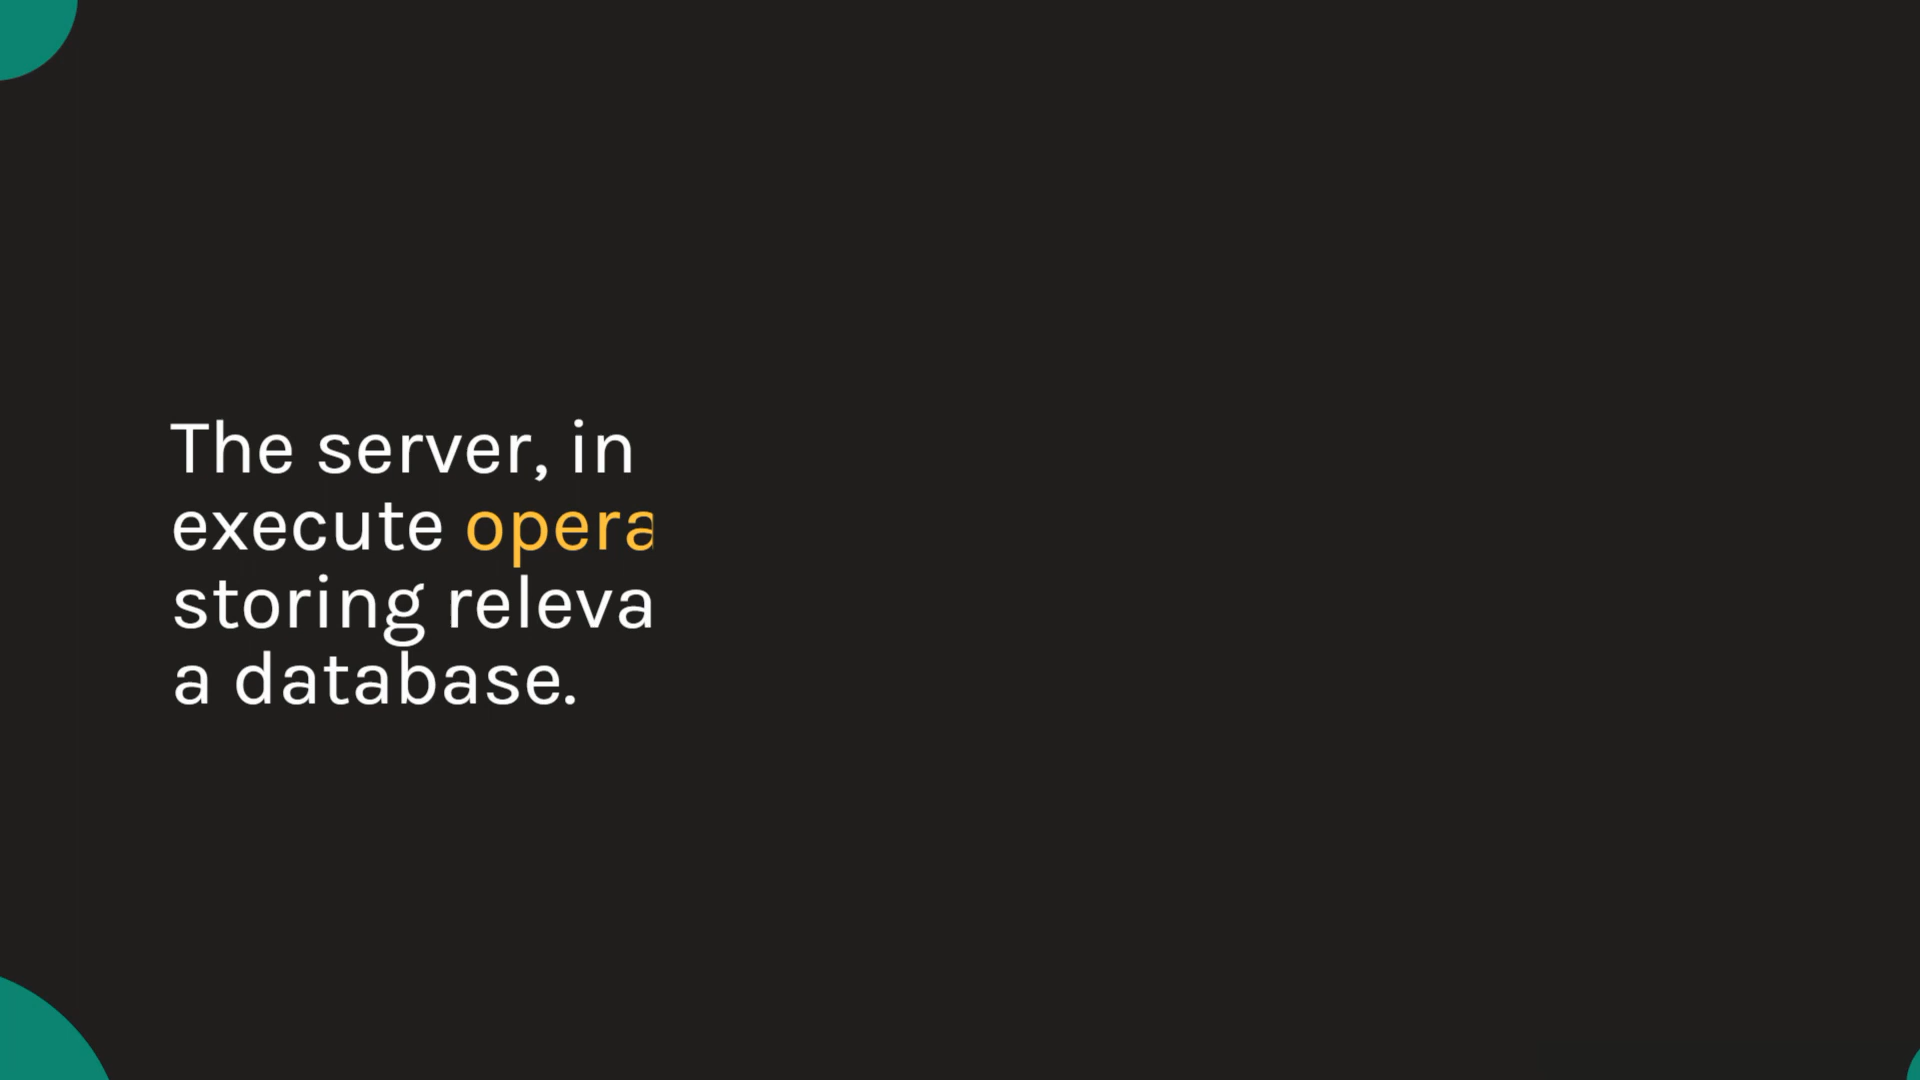 The server, in
execute opera
storing releva
a database.